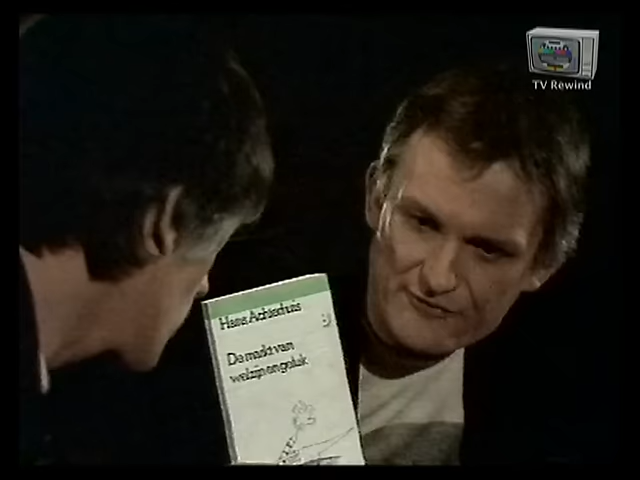 TV Rewind
Hans Achterhuis
De markt van
welzijn en geluk